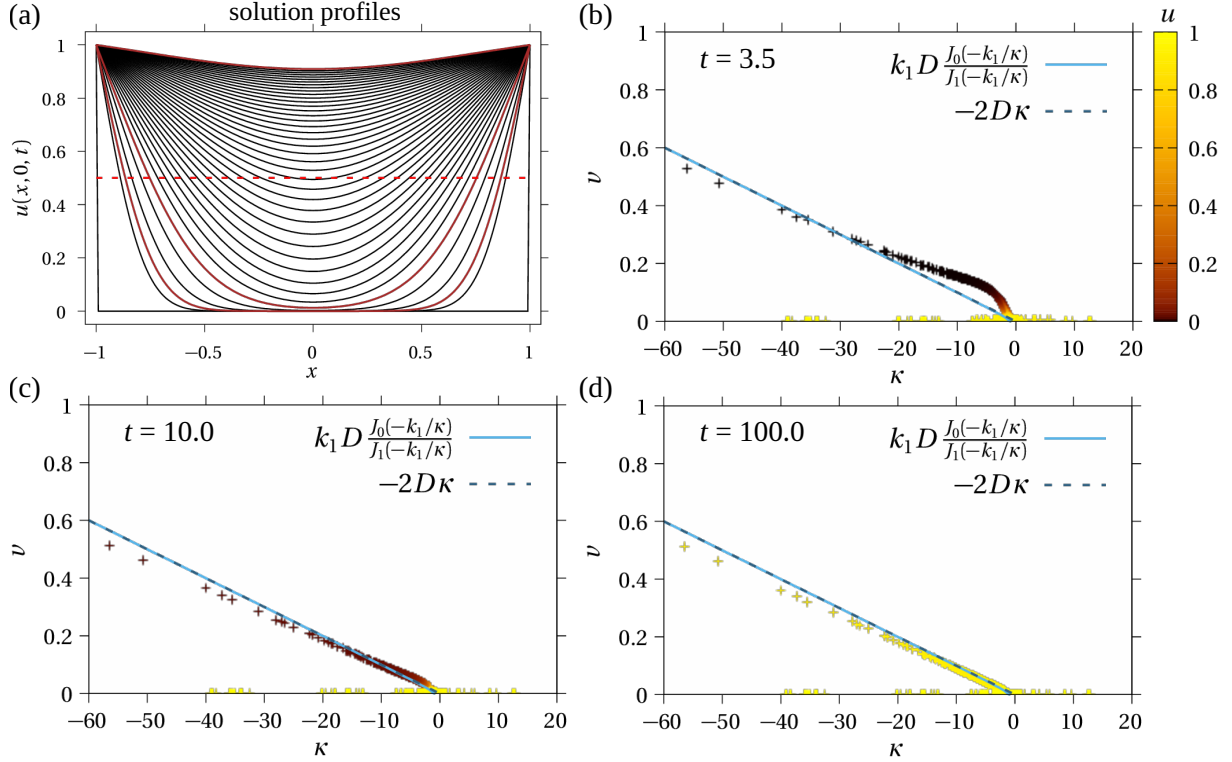 (a)
solution profiles
u(x, 0, t)
1
0.8
0.6
0.4
0.2
0
−1
−0.5
0
0.5
1
x
(b)
t = 3.5
k₁D J₀(−k₁/κ)/J₁(−k₁/κ)
−2Dκ
v
1
0.8
0.6
0.4
0.2
0
−60
−50
−40
−30
−20
−10
0
10
20
κ
u
1
0.8
0.6
0.4
0.2
0
(c)
t = 10.0
k₁D J₀(−k₁/κ)/J₁(−k₁/κ)
−2Dκ
v
1
0.8
0.6
0.4
0.2
0
−60
−50
−40
−30
−20
−10
0
10
20
κ
(d)
t = 100.0
k₁D J₀(−k₁/κ)/J₁(−k₁/κ)
−2Dκ
v
1
0.8
0.6
0.4
0.2
0
−60
−50
−40
−30
−20
−10
0
10
20
κ